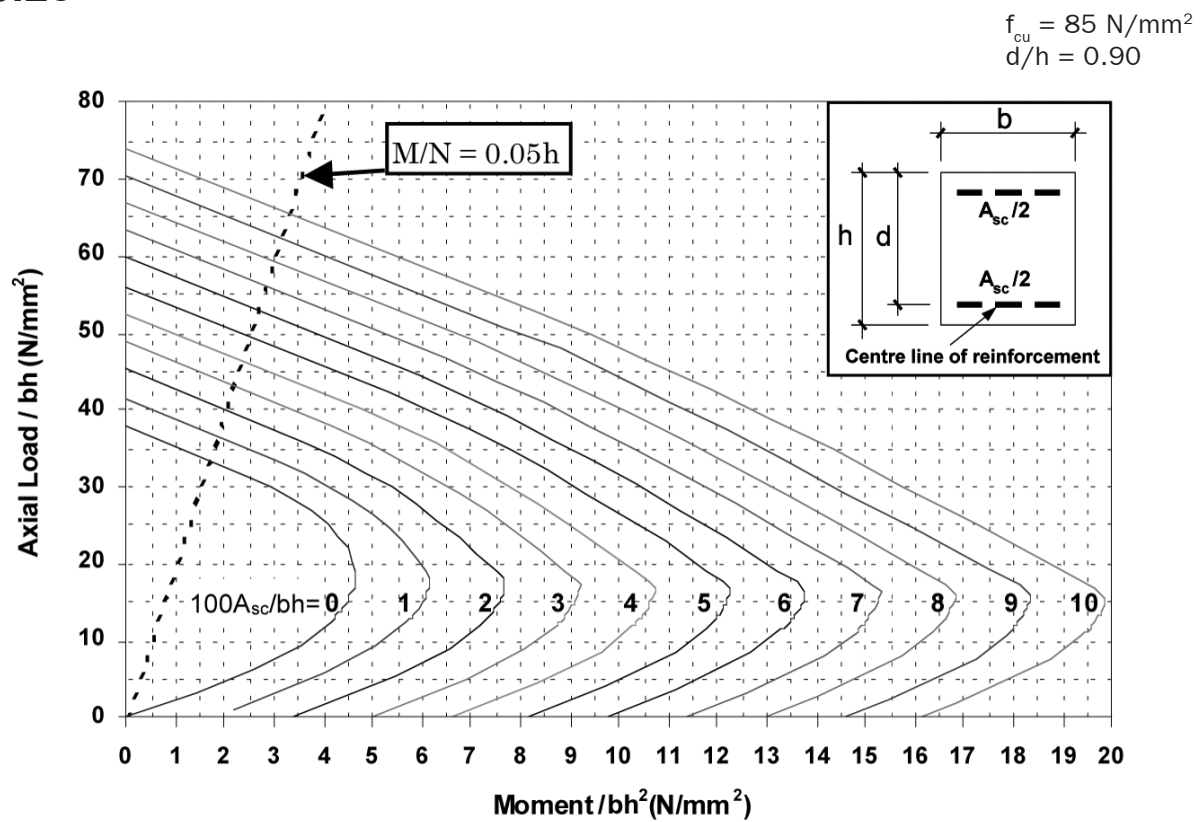 f_cu = 85 N/mm²
d/h = 0.90
80
70
60
50
40
30
20
10
0
Axial Load / bh (N/mm²)
M/N = 0.05h
b
h
d
A_sc/2
A_sc/2
Centre line of reinforcement
100A_sc/bh= 0 1 2 3 4 5 6 7 8 9 10
0 1 2 3 4 5 6 7 8 9 10 11 12 13 14 15 16 17 18 19 20
Moment/bh²(N/mm²)